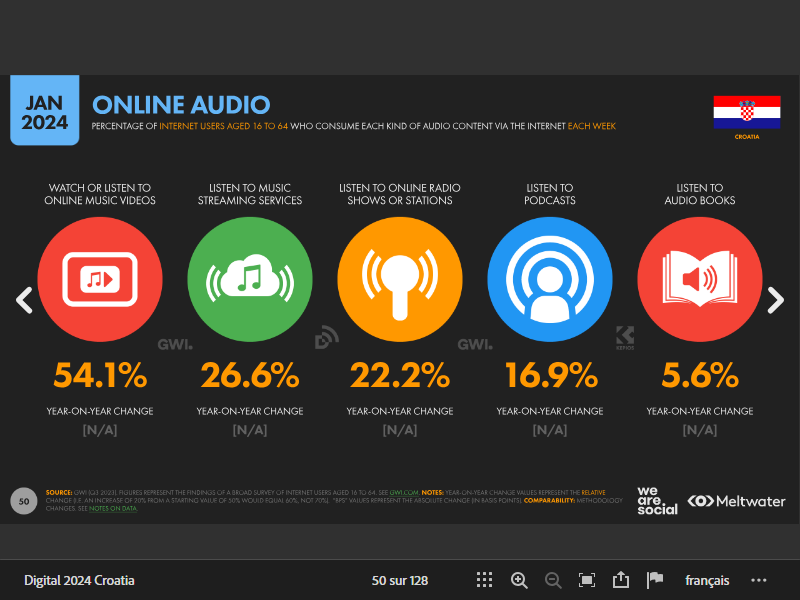 JAN
2024
ONLINE AUDIO
PERCENTAGE OF INTERNET USERS AGED 16 TO 64 WHO CONSUME EACH KIND OF AUDIO CONTENT VIA THE INTERNET EACH WEEK
CROATIA
WATCH OR LISTEN TO
ONLINE MUSIC VIDEOS
LISTEN TO MUSIC
STREAMING SERVICES
LISTEN TO ONLINE RADIO
SHOWS OR STATIONS
LISTEN TO
PODCASTS
LISTEN TO
AUDIO BOOKS
GWI.
GWI.
KEPIOS
54.1%
26.6%
22.2%
16.9%
5.6%
YEAR-ON-YEAR CHANGE
YEAR-ON-YEAR CHANGE
YEAR-ON-YEAR CHANGE
YEAR-ON-YEAR CHANGE
YEAR-ON-YEAR CHANGE
[N/A]
[N/A]
[N/A]
[N/A]
[N/A]
50
SOURCE: GWI (Q3 2023). FIGURES REPRESENT THE FINDINGS OF A BROAD SURVEY OF INTERNET USERS AGED 16 TO 64. SEE GWI.COM. NOTES: YEAR-ON-YEAR CHANGE VALUES REPRESENT THE RELATIVE
CHANGE (I.E. AN INCREASE OF 20% FROM A STARTING VALUE OF 50% WOULD EQUAL 60%, NOT 70%). "BPS" VALUES REPRESENT THE ABSOLUTE CHANGE (IN BASIS POINTS). COMPARABILITY: METHODOLOGY
CHANGES. SEE NOTES ON DATA.
we
are.
social
Meltwater
Digital 2024 Croatia
50 sur 128
français